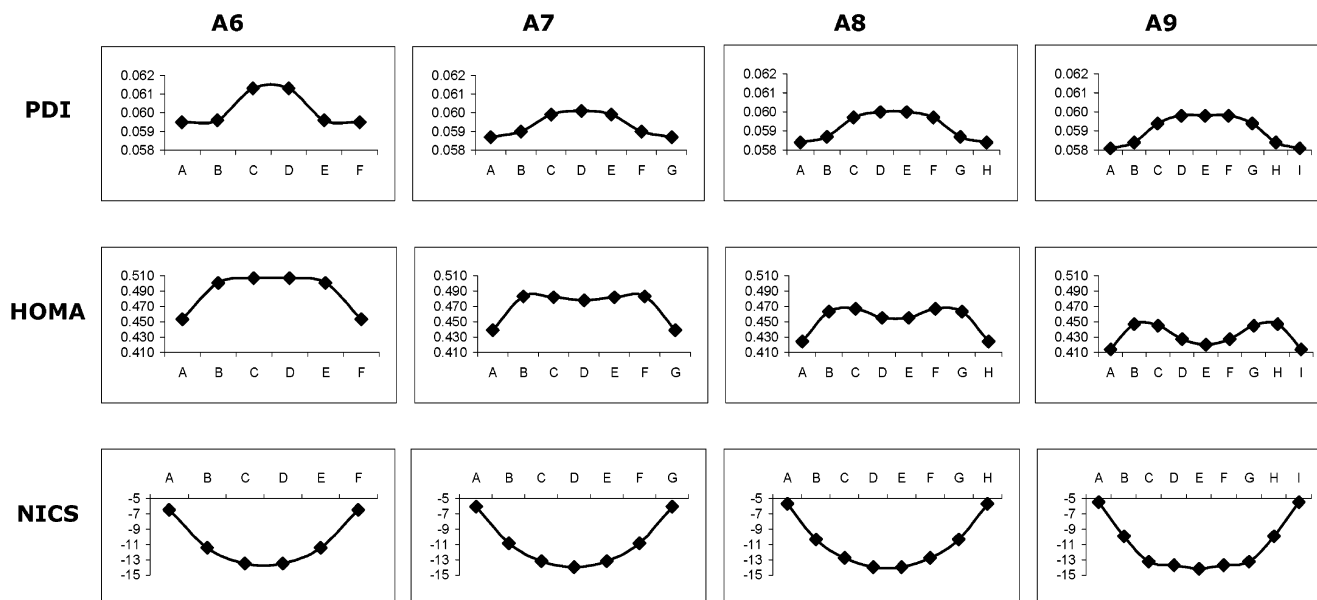 A6 A7 A8 A9
PDI
0.062 0.062 0.062 0.062
0.061 0.061 0.061 0.061
0.060 0.060 0.060 0.060
0.059 0.059 0.059 0.059
0.058 0.058 0.058 0.058
A B C D E F A B C D E F G A B C D E F G H A B C D E F G H I
HOMA
0.510 0.510 0.510 0.510
0.490 0.490 0.490 0.490
0.470 0.470 0.470 0.470
0.450 0.450 0.450 0.450
0.430 0.430 0.430 0.430
0.410 0.410 0.410 0.410
A B C D E F A B C D E F G A B C D E F G H A B C D E F G H I
NICS
A B C D E F A B C D E F G A B C D E F G H A B C D E F G H I
-5 -5 -5 -5
-7 -7 -7 -7
-9 -9 -9 -9
-11 -11 -11 -11
-13 -13 -13 -13
-15 -15 -15 -15